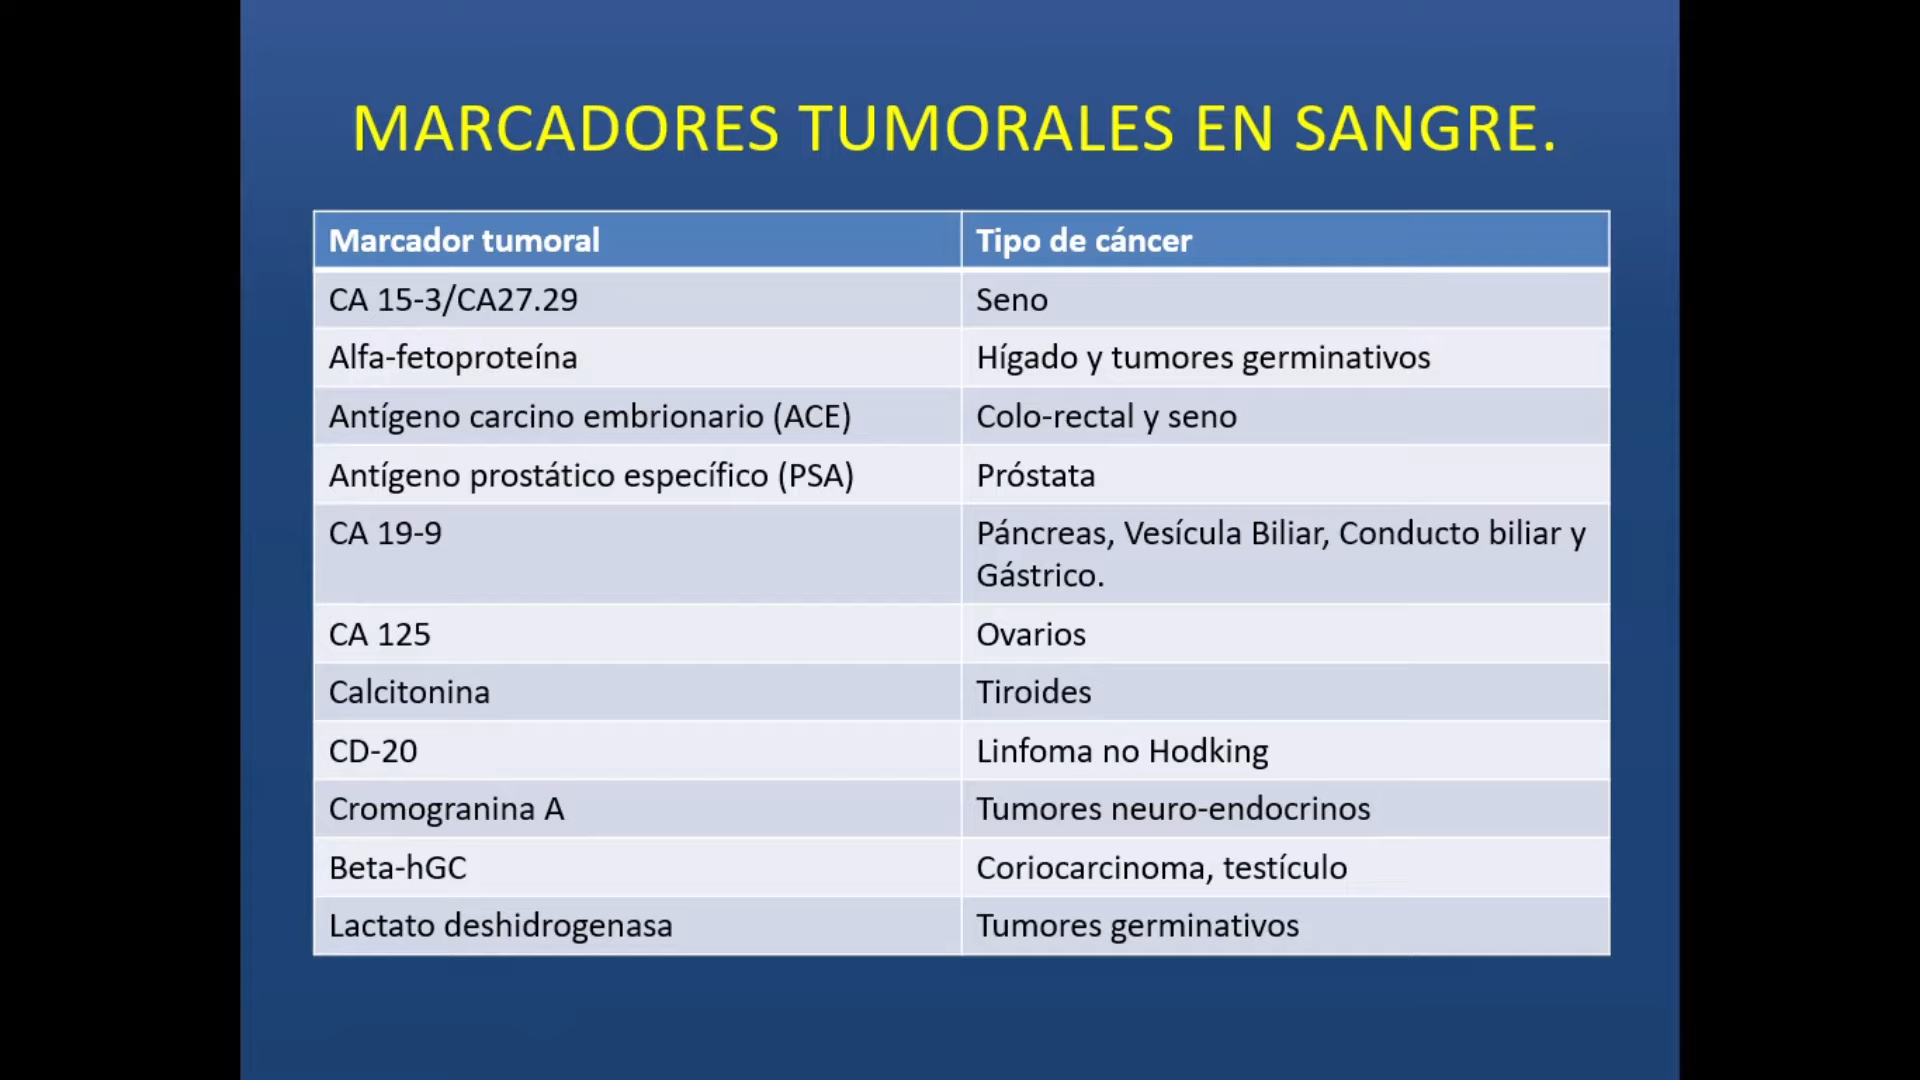 MARCADORES TUMORALES EN SANGRE.
Marcador tumoral Tipo de cáncer
CA 15-3/CA27.29 Seno
Alfa-fetoproteína Hígado y tumores germinativos
Antígeno carcino embrionario (ACE) Colo-rectal y seno
Antígeno prostático específico (PSA) Próstata
CA 19-9 Páncreas, Vesícula Biliar, Conducto biliar y
Gástrico.
CA 125 Ovarios
Calcitonina Tiroides
CD-20 Linfoma no Hodking
Cromogranina A Tumores neuro-endocrinos
Beta-hGC Coriocarcinoma, testículo
Lactato deshidrogenasa Tumores germinativos